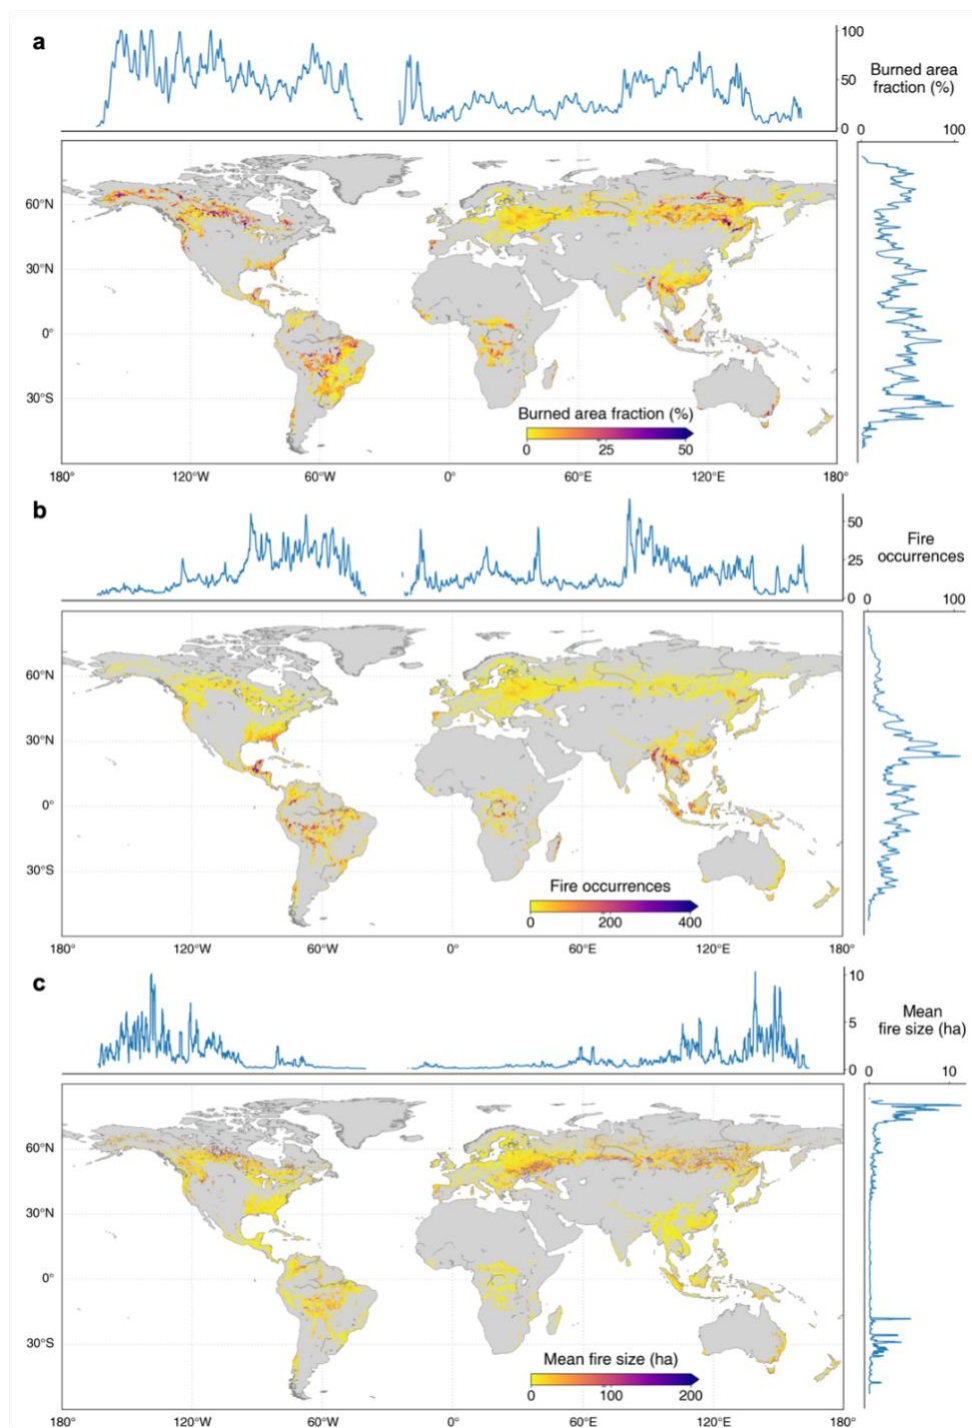 a
100
50
0
Burned area
fraction (%)
0 100
60°N
30°N
0°
30°S
Burned area fraction (%)
0 25 50
180° 120°W 60°W 0° 60°E 120°E 180°
b
50
25
0
Fire
occurrences
0 100
60°N
30°N
0°
30°S
Fire occurrences
0 200 400
180° 120°W 60°W 0° 60°E 120°E 180°
c
10
5
0
Mean
fire size (ha)
0 10
60°N
30°N
0°
30°S
Mean fire size (ha)
0 100 200
180° 120°W 60°W 0° 60°E 120°E 180°